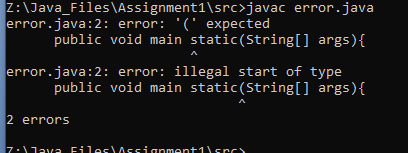 Z:\Java_Files\Assignment1\src>javac error.java
error.java:2: error: '(' expected
public void main static(String[] args){
^
error.java:2: error: illegal start of type
public void main static(String[] args){
^
2 errors
Z:\Java_Files\Assignment1\src>